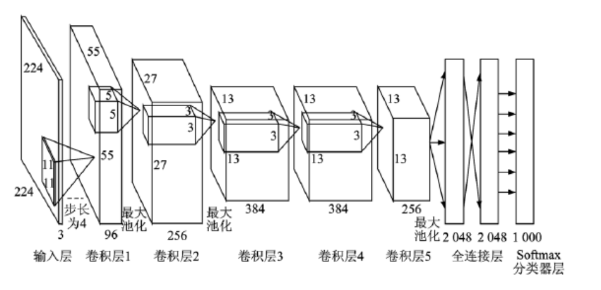 224
224
11
11
步长
为4
3
输入层
55
55
5
5
96
卷积层1
最大
池化
27
27
3
3
256
卷积层2
最大
池化
13
13
3
3
384
卷积层3
13
3
3
384
卷积层4
13
13
256
卷积层5
最大
池化
2 048
2 048
全连接层
1 000
Softmax
分类器层